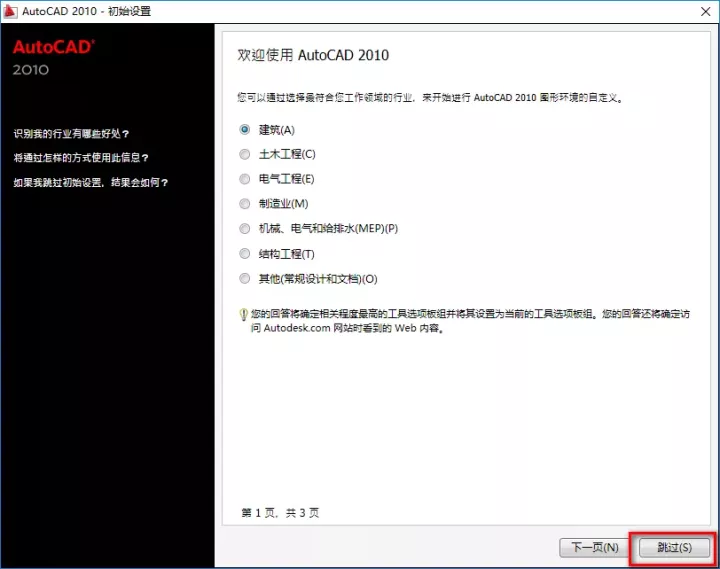 AutoCAD 2010 - 初始设置
AutoCAD®
2010
识别我的行业有哪些好处？
将通过怎样的方式使用此信息？
如果我跳过初始设置，结果会如何？
欢迎使用 AutoCAD 2010
您可以通过选择最符合您工作领域的行业，来开始进行 AutoCAD 2010 图形环境的自定义。
建筑(A)
土木工程(C)
电气工程(E)
制造业(M)
机械、电气和给排水(MEP)(P)
结构工程(T)
其他(常规设计和文档)(O)
您的回答将确定相关程度最高的工具选项板组并将其设置为当前的工具选项板组。您的回答还将确定访
问 Autodesk.com 网站时看到的 Web 内容。
第 1 页，共 3 页
下一页(N)
跳过(S)